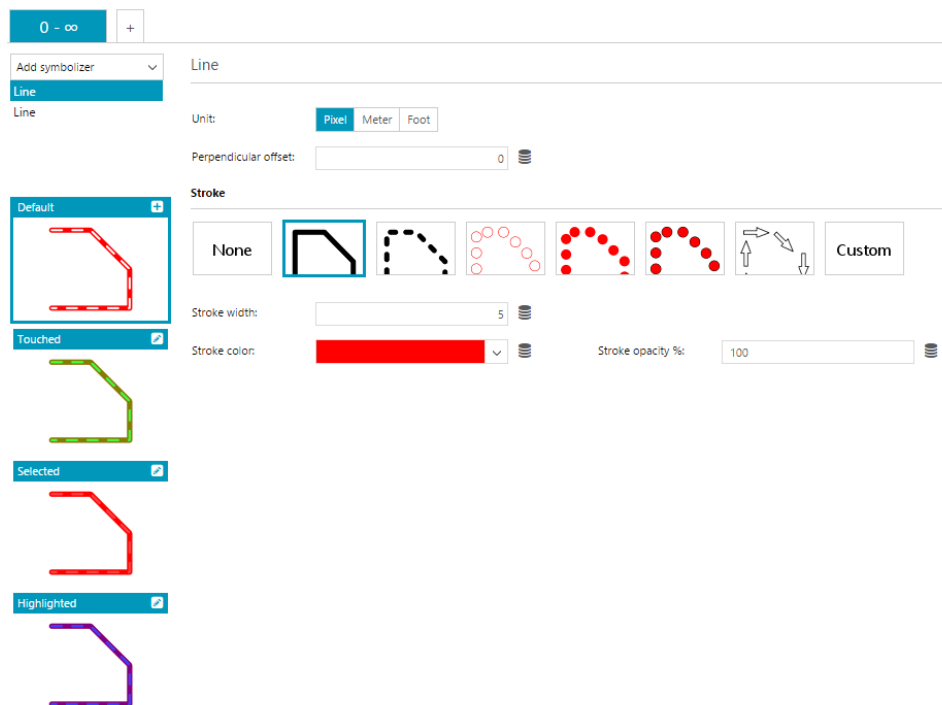 0 - ∞ +
Add symbolizer
Line
Line
Line
Unit: Pixel Meter Foot
Perpendicular offset: 0
Stroke
None Custom
Stroke width: 5
Stroke color: Stroke opacity %: 100
Default
Touched
Selected
Highlighted